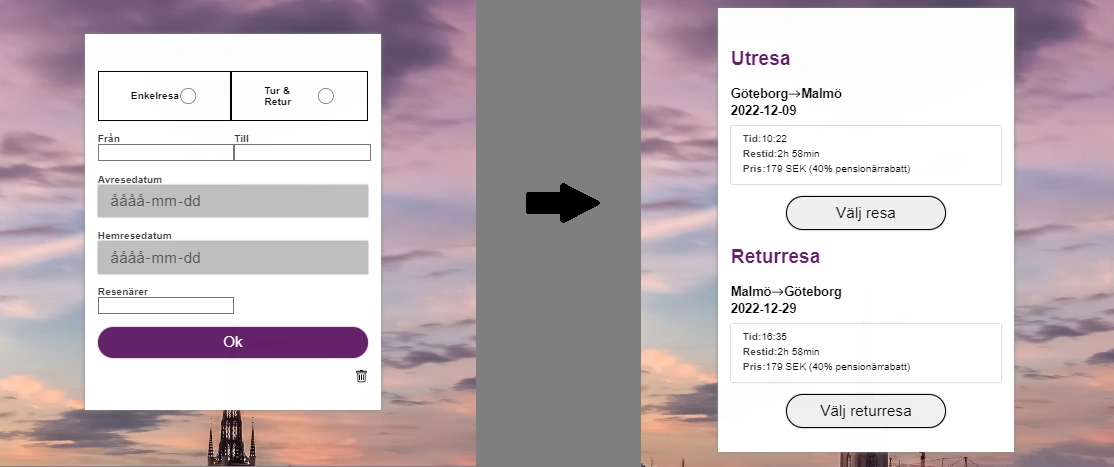 Enkelresa
Tur &
Retur
Från Till
Avresedatum
åååå-mm-dd
Hemresedatum
åååå-mm-dd
Resenärer
Ok
Utresa
Göteborg→Malmö
2022-12-09
Tid:10:22
Restid:2h 58min
Pris:179 SEK (40% pensionärrabatt)
Välj resa
Returresa
Malmö→Göteborg
2022-12-29
Tid:16:35
Restid:2h 58min
Pris:179 SEK (40% pensionärrabatt)
Välj returresa